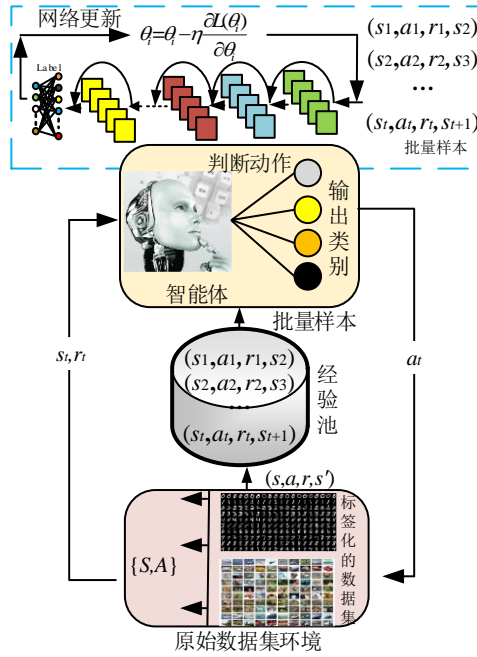 网络更新
θi=θi-η∂L(θi)/∂θi
(s1,a1,r1,s2)
(s2,a2,r2,s3)
...
(st,at,rt,st+1)
批量样本
Label
判断动作
输出类别
智能体
批量样本
st,rt
at
(s1,a1,r1,s2)
(s2,a2,r2,s3)
...
(st,at,rt,st+1)
经验池
(s,a,r,s')
{S,A}
标签化的数据集
原始数据集环境